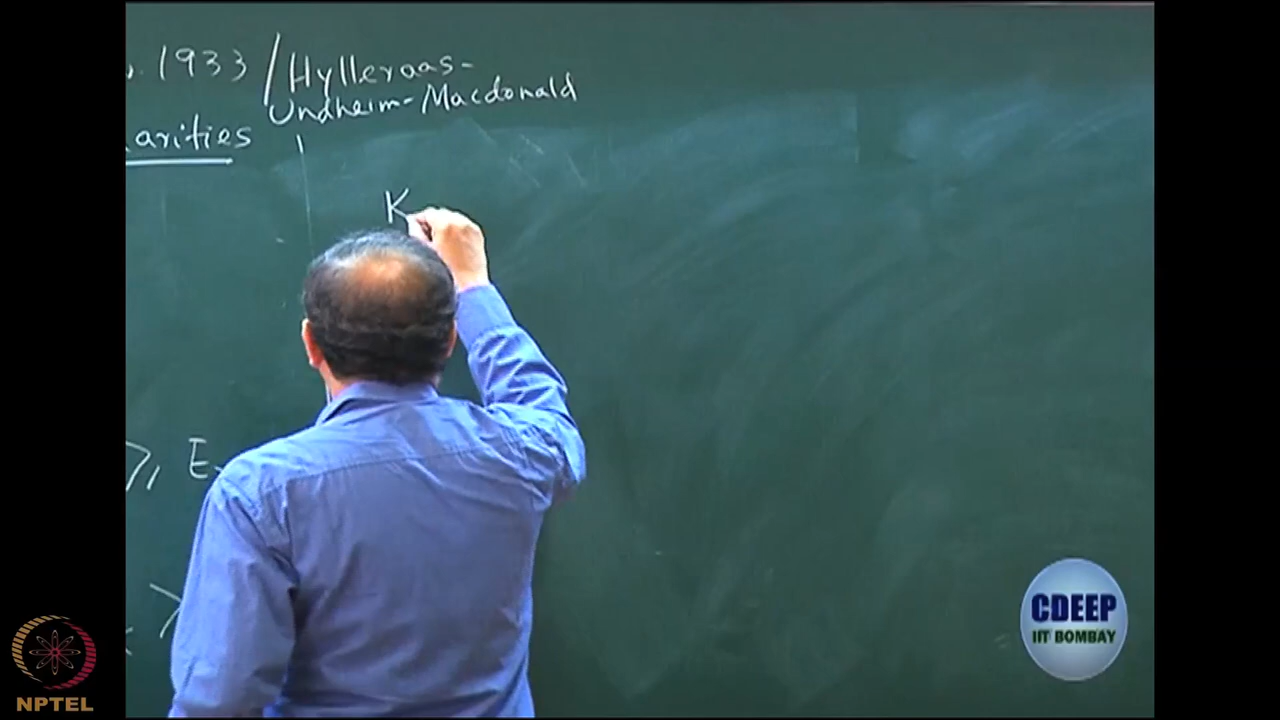 . 1933 / Hylleraas-
Undheim-Macdonald
arities
K
⩾ E
CDEEP
IIT BOMBAY
NPTEL